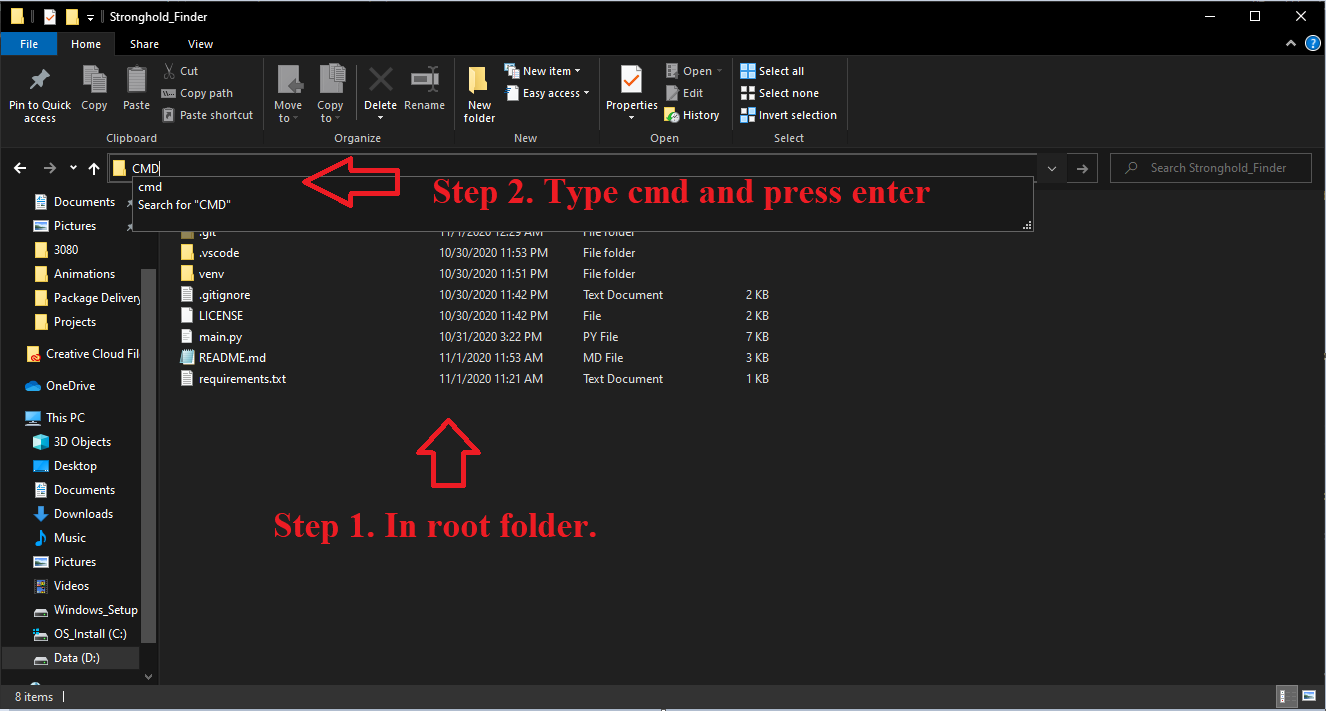 Stronghold_Finder
File Home Share View
Pin to Quick access
Copy
Paste
Cut
Copy path
Paste shortcut
Clipboard
Move to
Copy to
Delete
Rename
Organize
New folder
New item
Easy access
New
Properties
Open
Edit
History
Open
Select all
Select none
Invert selection
Select
CMD
Search Stronghold_Finder
cmd
Search for "CMD"
Step 2. Type cmd and press enter
Documents
Pictures
3080
Animations
Package Delivery
Projects
Creative Cloud Fil
OneDrive
This PC
3D Objects
Desktop
Documents
Downloads
Music
Pictures
Videos
Windows_Setup
OS_Install (C:)
Data (D:)
.git 11/1/2020 12:29 AM File folder
.vscode 10/30/2020 11:53 PM File folder
venv 10/30/2020 11:51 PM File folder
.gitignore 10/30/2020 11:42 PM Text Document 2 KB
LICENSE 10/30/2020 11:42 PM File 2 KB
main.py 10/31/2020 3:22 PM PY File 7 KB
README.md 11/1/2020 11:53 AM MD File 3 KB
requirements.txt 11/1/2020 11:21 AM Text Document 1 KB
Step 1. In root folder.
8 items